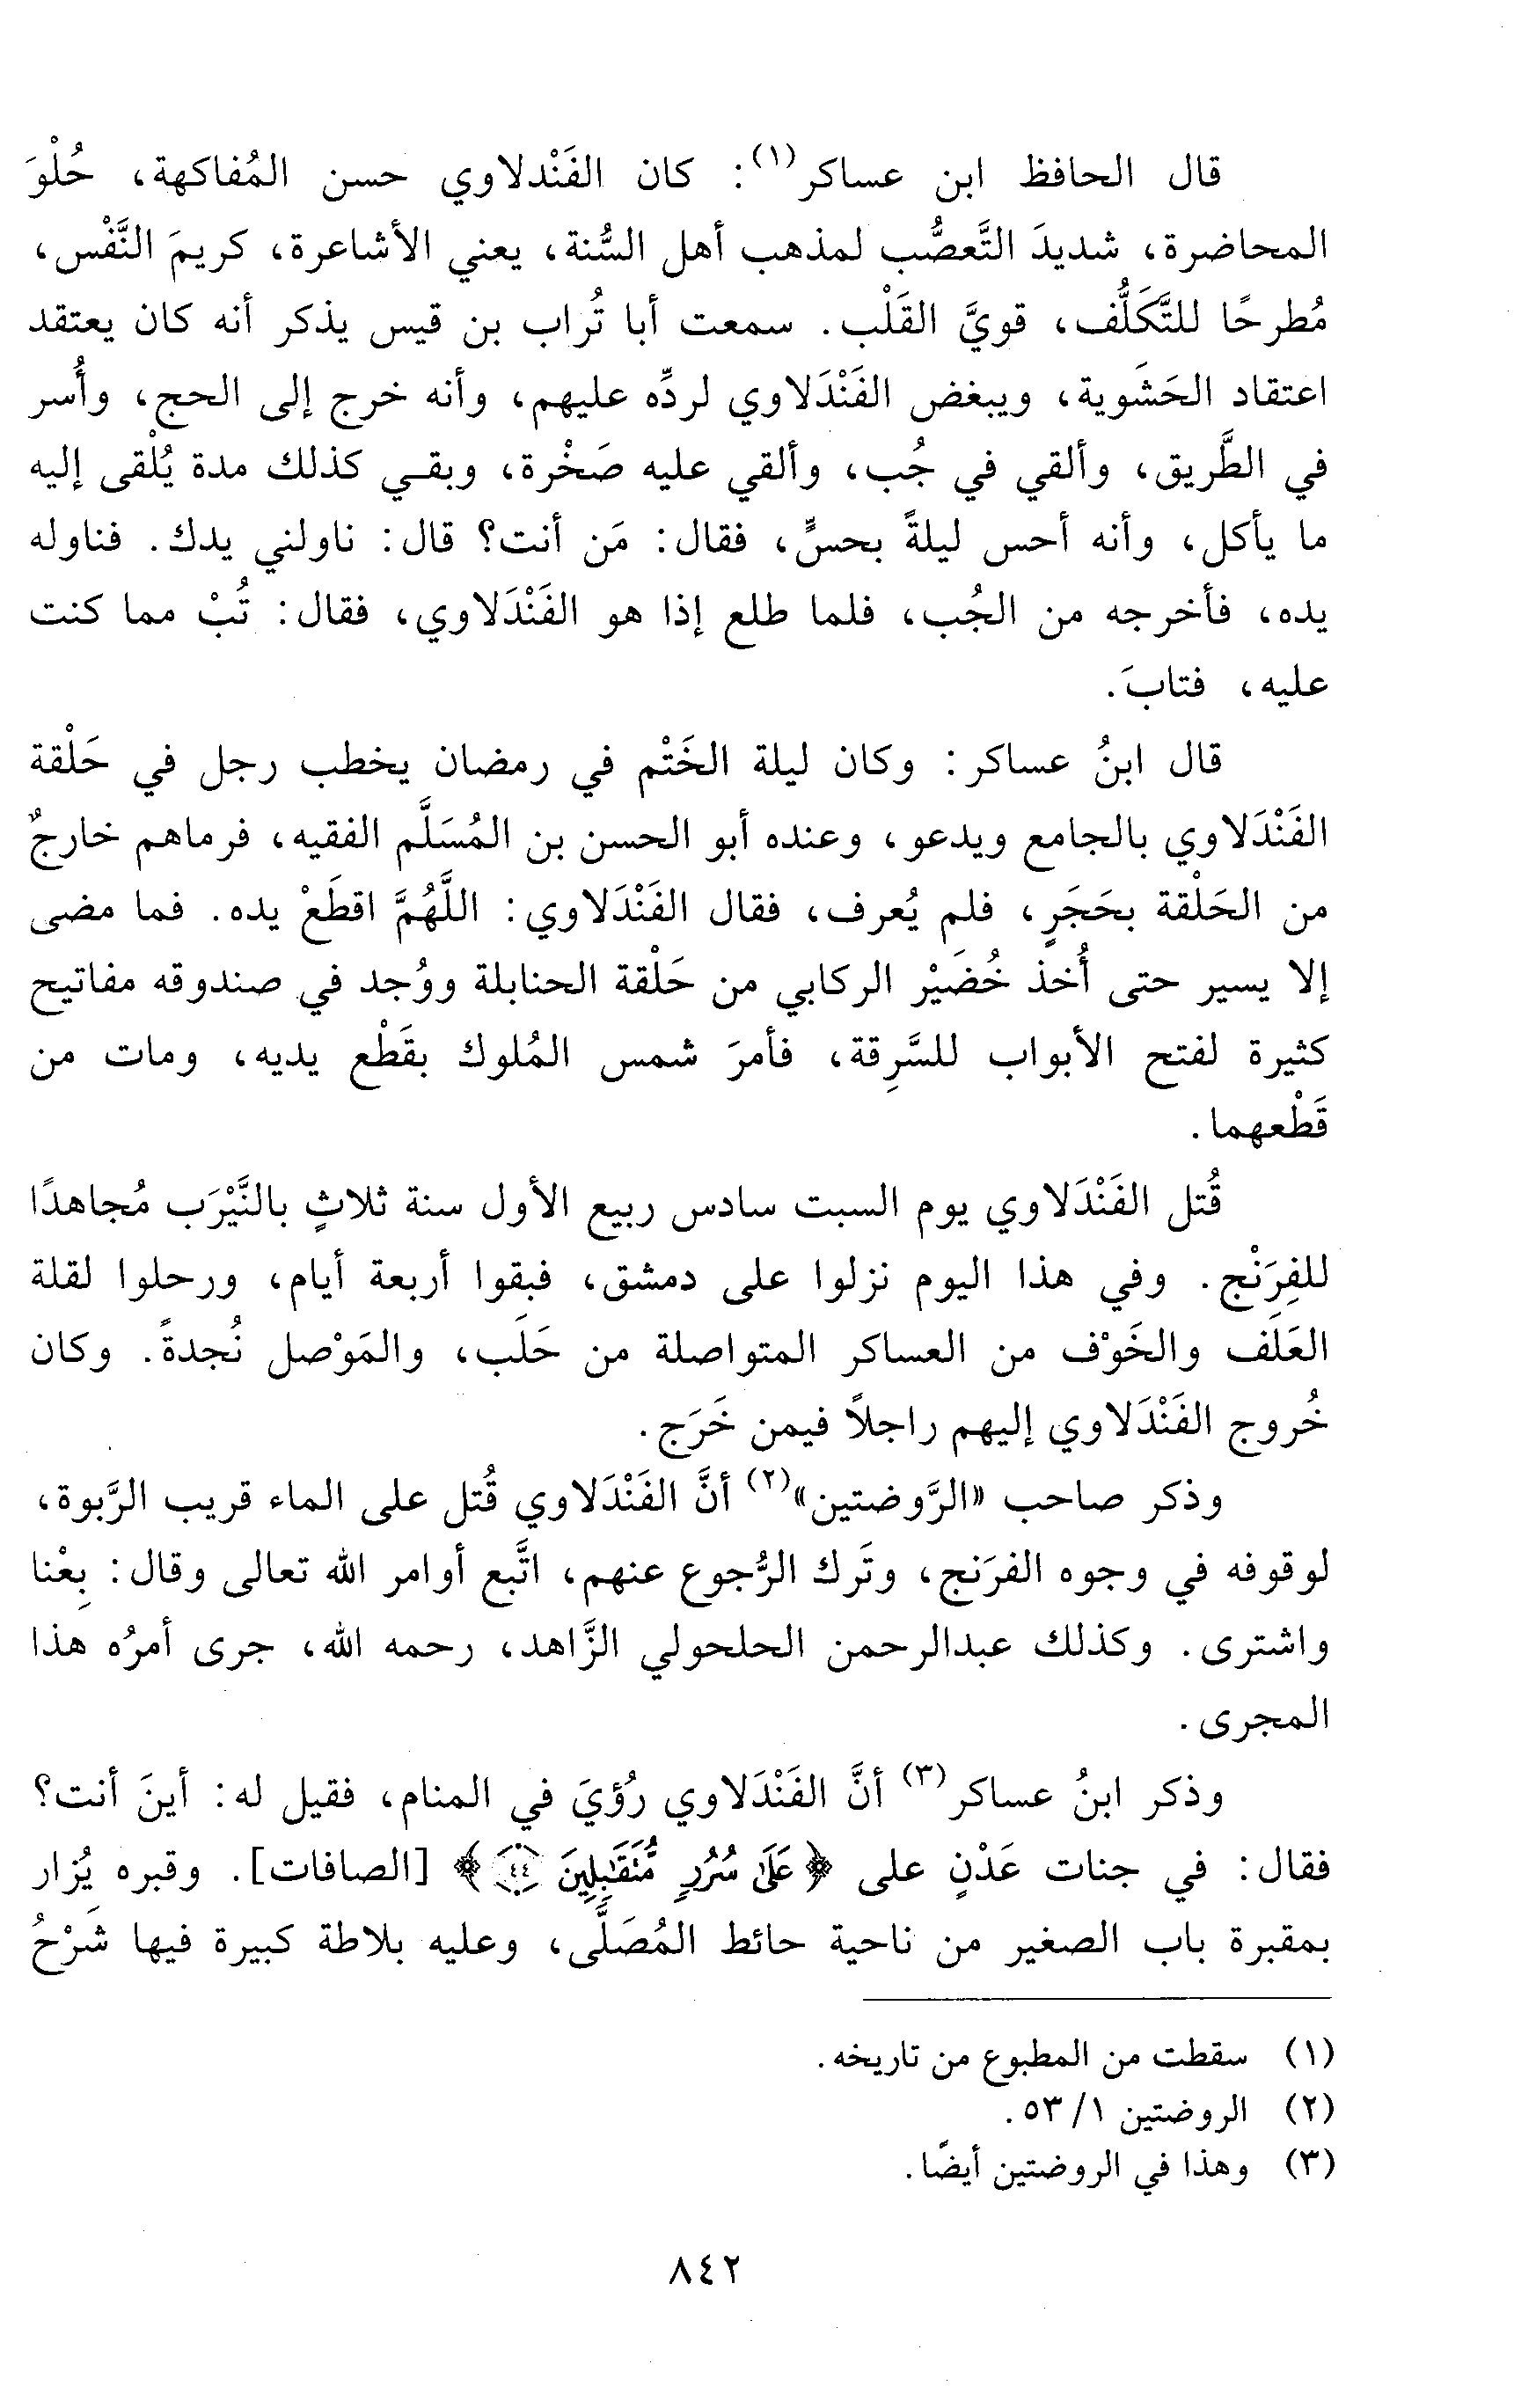 قال الحافظ ابن عساكر(١): كان الفَنْدلاوي حسن المُفاكهة، حُلْوَ
المحاضرة، شديدَ التَّعصُّب لمذهب أهل السُّنة، يعني الأشاعرة، كريمَ النَّفْس،
مُطرحًا للتَّكَلُّف، قويَّ القَلْب. سمعت أبا تُراب بن قيس يذكر أنه كان يعتقد
اعتقاد الحَشَوية، ويبغض الفَنْدَلاوي لردِّه عليهم، وأنه خرج إلى الحج، وأُسر
في الطَّريق، وألقي في جُب، وألقي عليه صَخْرة، وبقي كذلك مدة يُلْقى إليه
ما يأكل، وأنه أحس ليلةً بحسٍّ، فقال: مَن أنت؟ قال: ناولني يدك. فناوله
يده، فأخرجه من الجُب، فلما طلع إذا هو الفَنْدَلاوي، فقال: تُبْ مما كنت
عليه، فتابَ.
قال ابنُ عساكر: وكان ليلة الخَتْم في رمضان يخطب رجل في حَلْقة
الفَنْدَلاوي بالجامع ويدعو، وعنده أبو الحسن بن المُسَلَّم الفقيه، فرماهم خارجٌ
من الحَلْقة بحَجَرٍ، فلم يُعرف، فقال الفَنْدَلاوي: اللَّهُمَّ اقطَعْ يده. فما مضى
إلا يسير حتى أُخذ خُضَيْر الركابي من حَلْقة الحنابلة ووُجد في صندوقه مفاتيح
كثيرة لفتح الأبواب للسَّرِقة، فأمرَ شمس المُلوك بقَطْع يديه، ومات من
قَطْعهما.
قُتل الفَنْدَلاوي يوم السبت سادس ربيع الأول سنة ثلاثٍ بالنَّيْرَب مُجاهدًا
للفِرَنْج. وفي هذا اليوم نزلوا على دمشق، فبقوا أربعة أيام، ورحلوا لقلة
العَلَف والخَوْف من العساكر المتواصلة من حَلَب، والمَوْصل نُجدةً. وكان
خُروج الفَنْدَلاوي إليهم راجلاً فيمن خَرَج.
وذكر صاحب «الرَّوضتين»(٢) أنَّ الفَنْدَلاوي قُتل على الماء قريب الرَّبوة،
لوقوفه في وجوه الفرَنج، وتَرك الرُّجوع عنهم، اتَّبع أوامر الله تعالى وقال: بِعْنا
واشترى. وكذلك عبدالرحمن الحلحولي الزَّاهد، رحمه الله، جرى أمرُه هذا
المجرى.
وذكر ابنُ عساكر(٣) أنَّ الفَنْدَلاوي رُؤيَ في المنام، فقيل له: أينَ أنت؟
فقال: في جنات عَدْنٍ على ﴿عَلَىٰ سُرُرٍ مُّتَقَٰبِلِينَ ٤٤﴾ [الصافات]. وقبره يُزار
بمقبرة باب الصغير من ناحية حائط المُصَلَّى، وعليه بلاطة كبيرة فيها شَرْحُ
(١) سقطت من المطبوع من تاريخه.
(٢) الروضتين ١/ ٥٣.
(٣) وهذا في الروضتين أيضًا.
٨٤٢